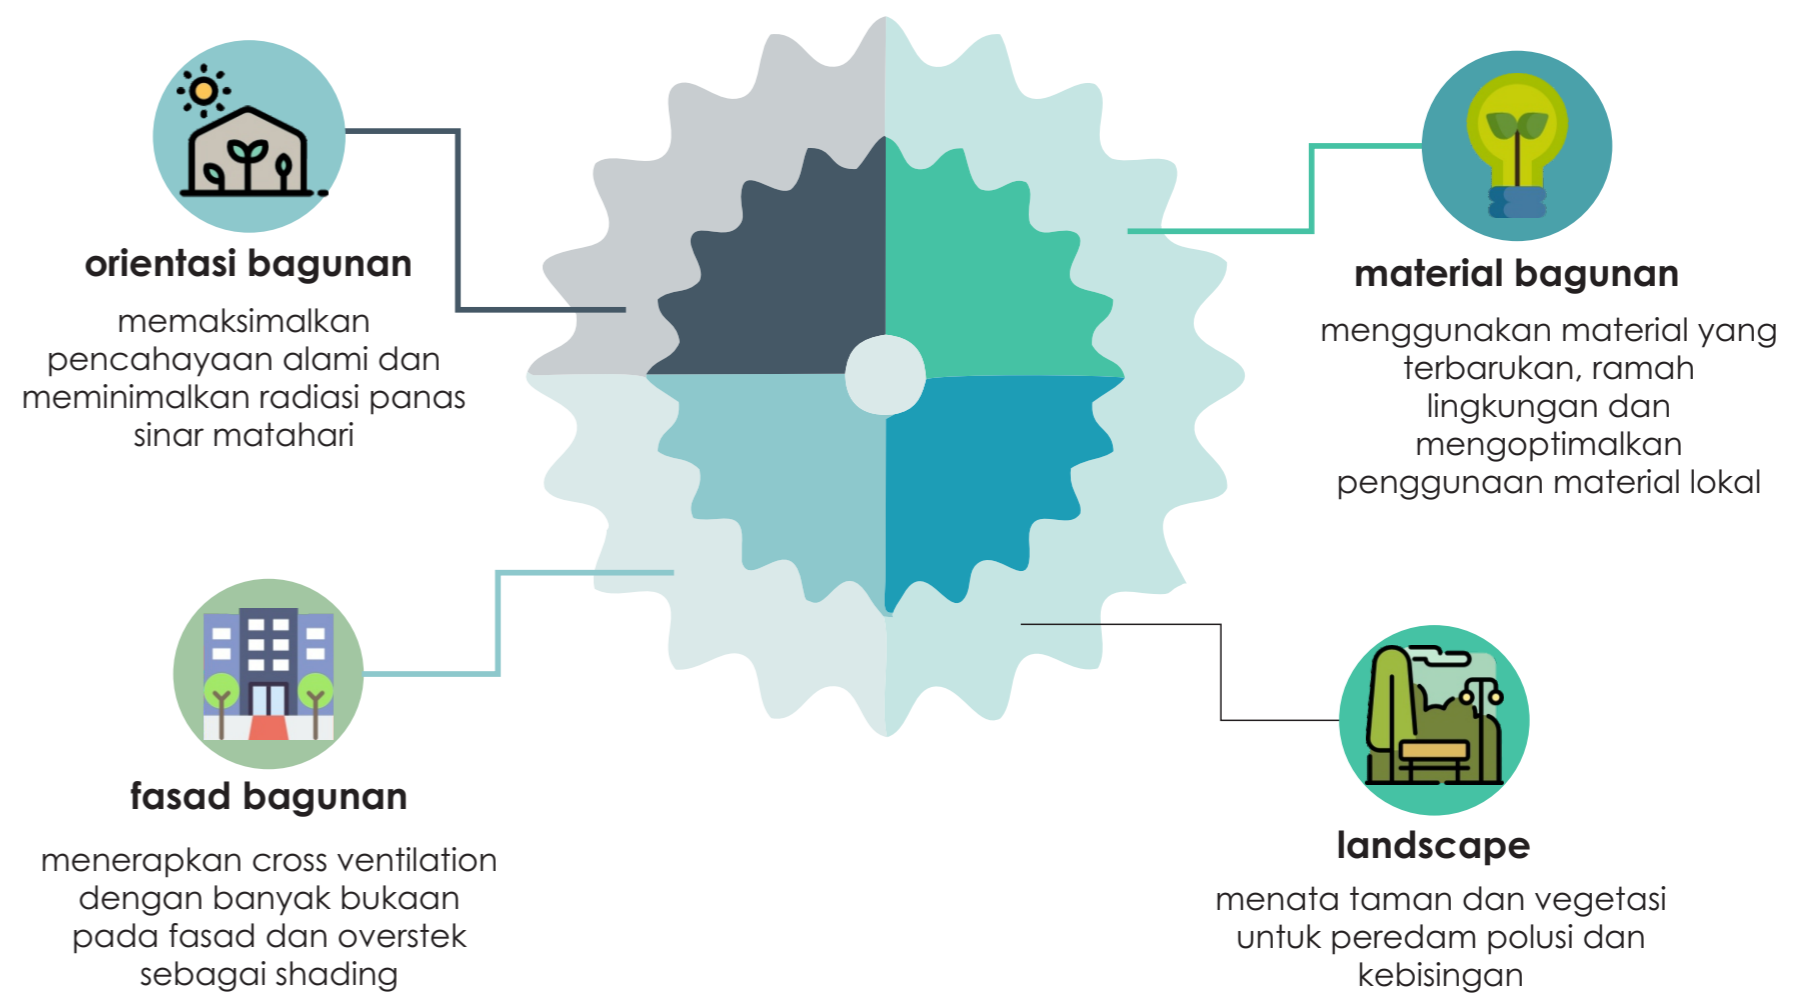 orientasi bagunan
memaksimalkan
pencahayaan alami dan
meminimalkan radiasi panas
sinar matahari
material bagunan
menggunakan material yang
terbarukan, ramah
lingkungan dan
mengoptimalkan
penggunaan material lokal
fasad bagunan
menerapkan cross ventilation
dengan banyak bukaan
pada fasad dan overstek
sebagai shading
landscape
menata taman dan vegetasi
untuk peredam polusi dan
kebisingan